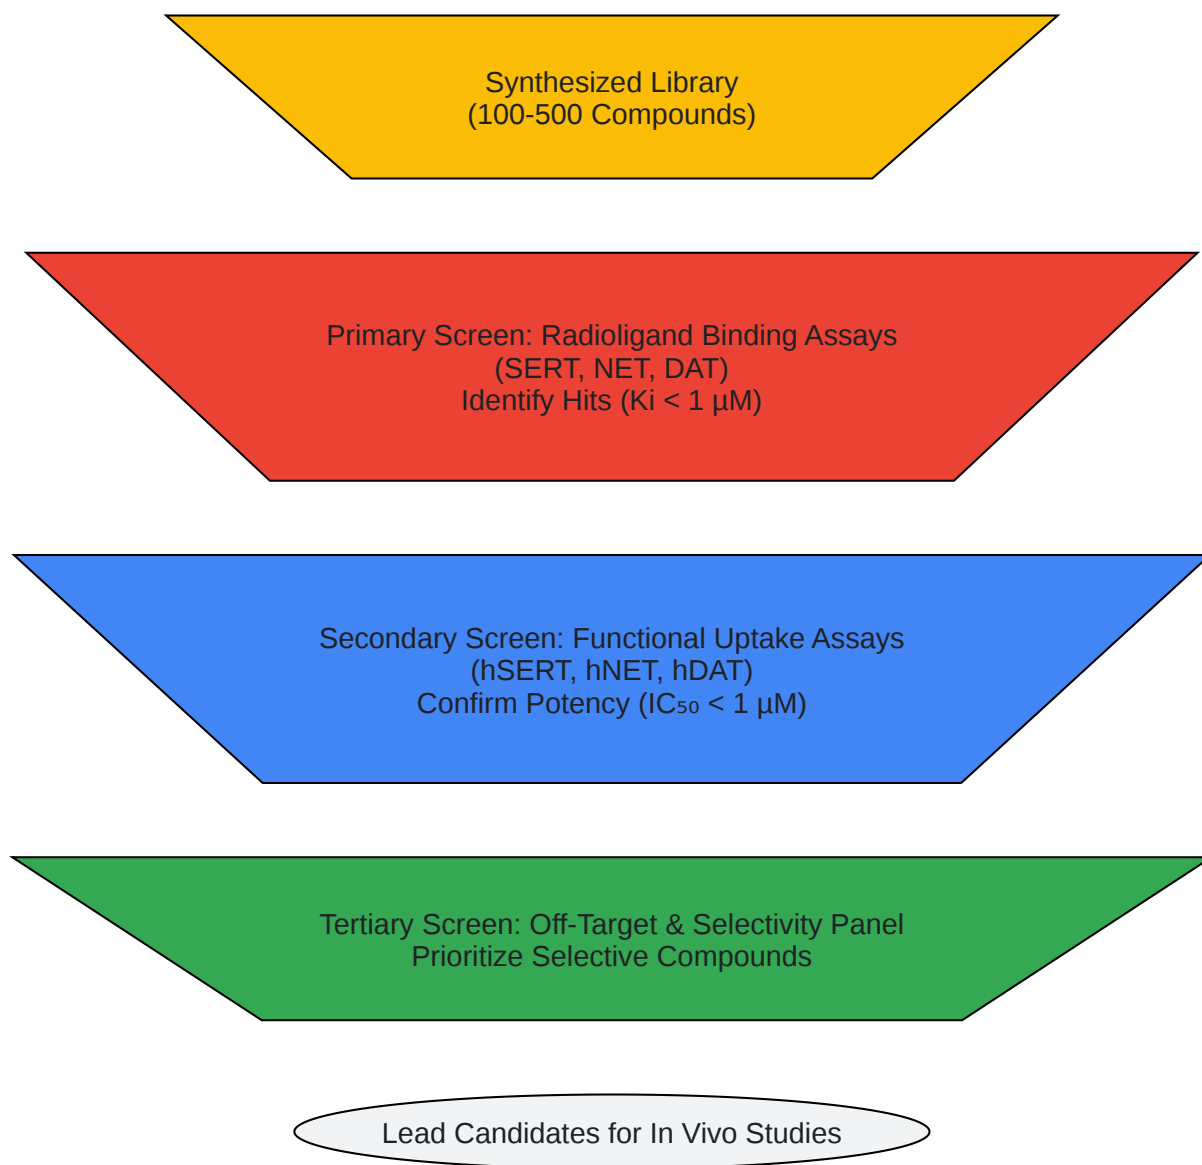 Synthesized Library
(100-500 Compounds)
Primary Screen: Radioligand Binding Assays
(SERT, NET, DAT)
Identify Hits (Ki < 1 µM)
Secondary Screen: Functional Uptake Assays
(hSERT, hNET, hDAT)
Confirm Potency (IC₅₀ < 1 µM)
Tertiary Screen: Off-Target & Selectivity Panel
Prioritize Selective Compounds
Lead Candidates for In Vivo Studies